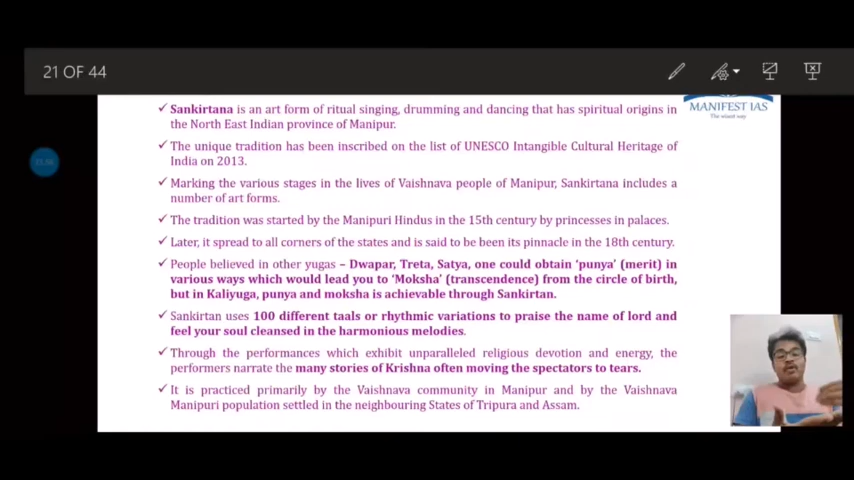 21 OF 44
MANIFEST IAS
The wisest way
✓ Sankirtana is an art form of ritual singing, drumming and dancing that has spiritual origins in
the North East Indian province of Manipur.
✓ The unique tradition has been inscribed on the list of UNESCO Intangible Cultural Heritage of
India on 2013.
✓ Marking the various stages in the lives of Vaishnava people of Manipur, Sankirtana includes a
number of art forms.
✓ The tradition was started by the Manipuri Hindus in the 15th century by princesses in palaces.
✓ Later, it spread to all corners of the states and is said to be been its pinnacle in the 18th century.
✓ People believed in other yugas – Dwapar, Treta, Satya, one could obtain 'punya' (merit) in
various ways which would lead you to 'Moksha' (transcendence) from the circle of birth,
but in Kaliyuga, punya and moksha is achievable through Sankirtan.
✓ Sankirtan uses 100 different taals or rhythmic variations to praise the name of lord and
feel your soul cleansed in the harmonious melodies.
✓ Through the performances which exhibit unparalleled religious devotion and energy, the
performers narrate the many stories of Krishna often moving the spectators to tears.
✓ It is practiced primarily by the Vaishnava community in Manipur and by the Vaishnava
Manipuri population settled in the neighbouring States of Tripura and Assam.